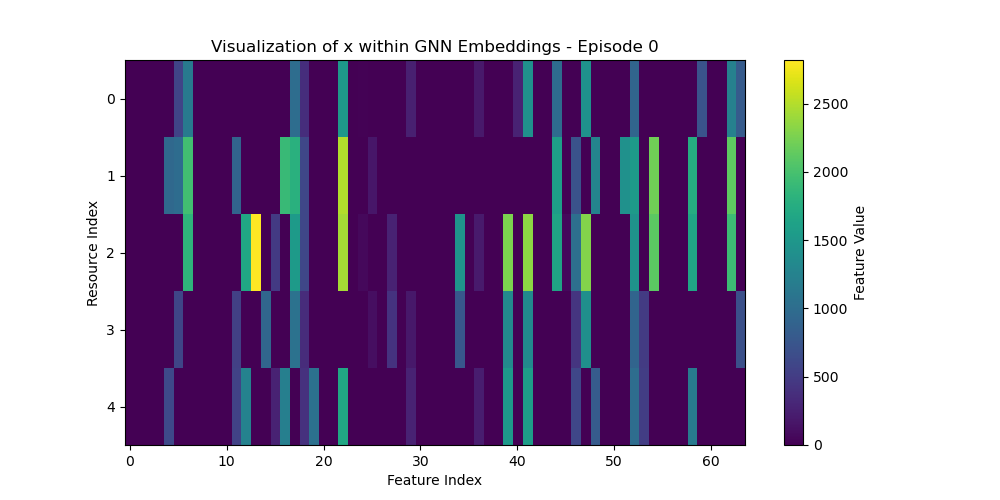 Visualization of x within GNN Embeddings - Episode 0
Resource Index
0
1
2
3
4
0 10 20 30 40 50 60
Feature Index
2500
2000
1500
1000
500
0
Feature Value